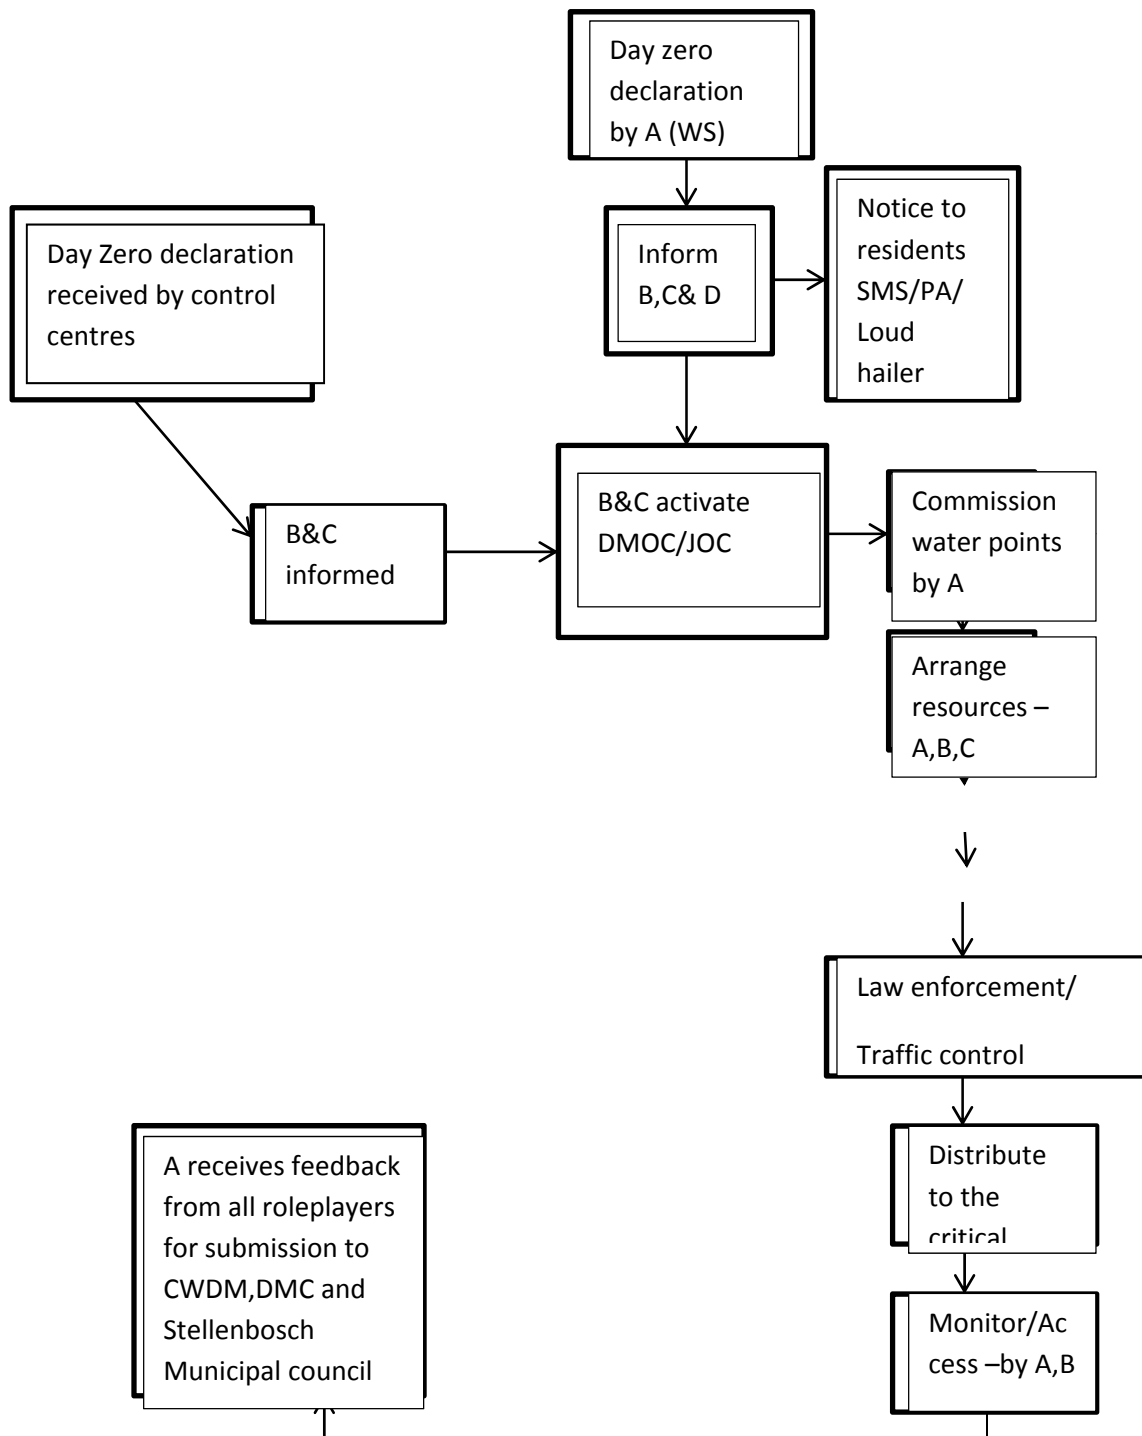 Day zero
declaration
by A (WS)
Notice to
residents
SMS/PA/
Loud
hailer
Inform
B,C& D
Day Zero declaration
received by control
centres
B&C activate
DMOC/JOC
Commission
water points
by A
B&C
informed
Arrange
resources –
A,B,C
Law enforcement/
Traffic control
Distribute
to the
critical
A receives feedback
from all roleplayers
for submission to
CWDM,DMC and
Stellenbosch
Municipal council
Monitor/Ac
cess –by A,B